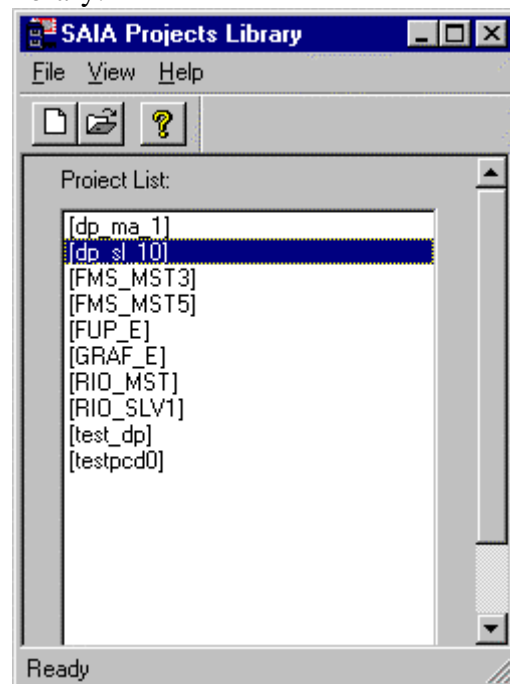 SAIA Projects Library
File View Help
Project List:
[dp_ma_1]
[dp_sl_10]
[FMS_MST3]
[FMS_MST5]
[FUP_E]
[GRAF_E]
[RIO_MST]
[RIO_SLV1]
[test_dp]
[testpcd0]
Ready